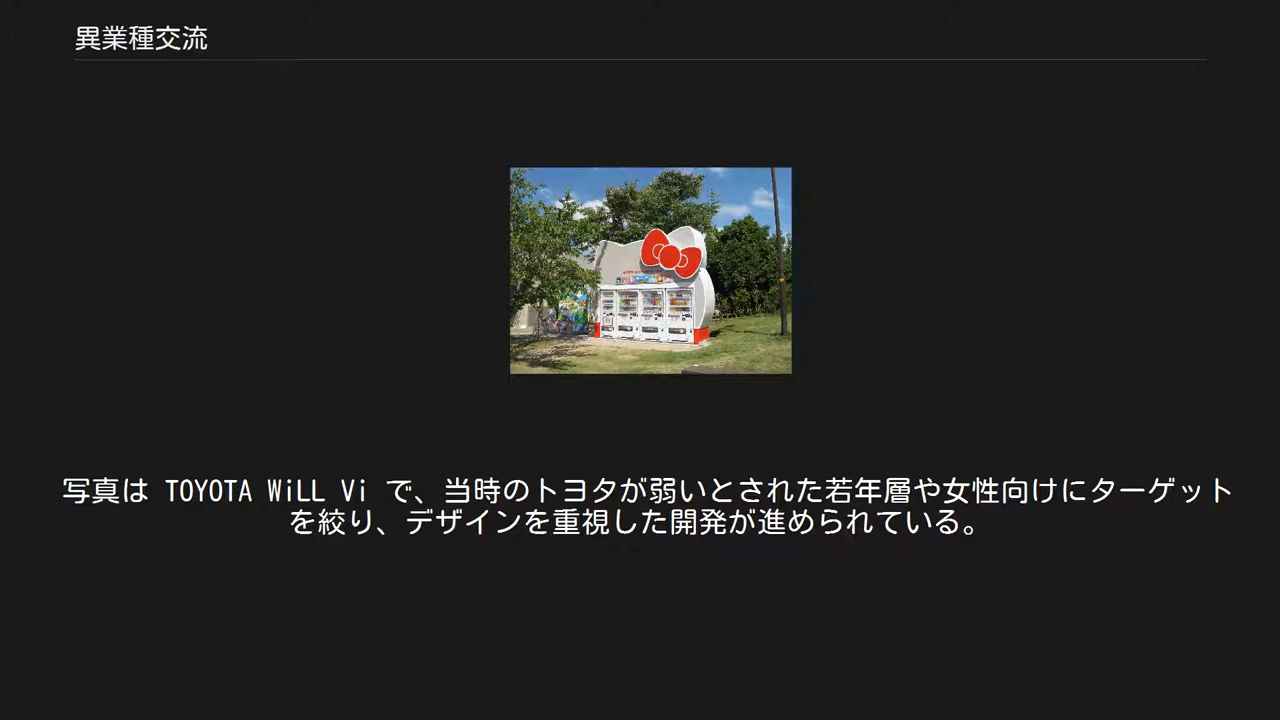 異業種交流
写真は TOYOTA WiLL Vi で、当時のトヨタが弱いとされた若年層や女性向けにターゲット
を絞り、デザインを重視した開発が進められている。